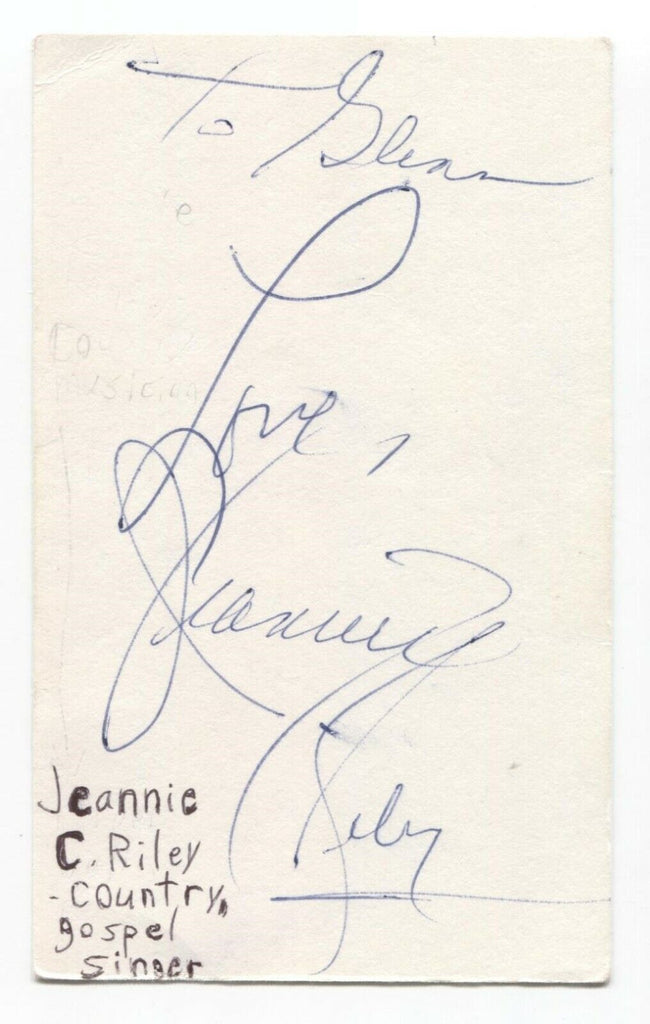 To Glenn
Love,
Jeannie C.
Riley
Jeannie
C. Riley
- country,
gospel
singer